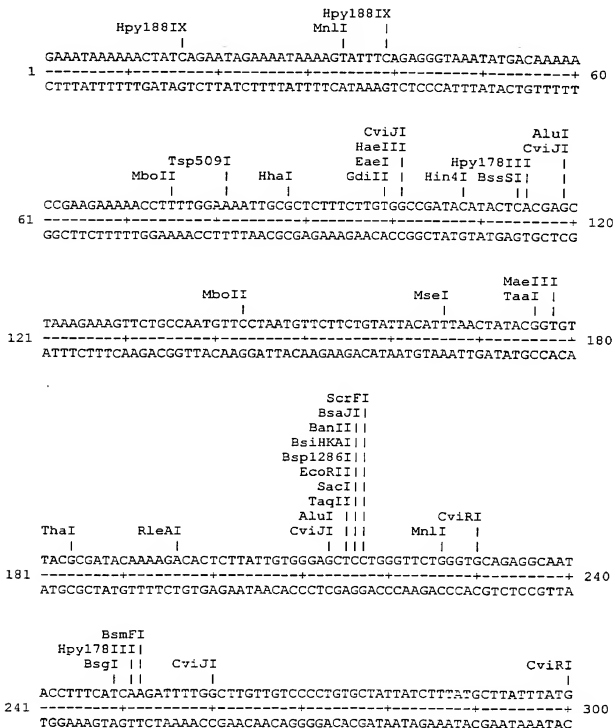 Hpy188IX
Hpy188IX MnlI
GAAATAAAAAACTATCAGAATAGAAAATAAAAGTATTTCAGAGGGTAAATATGACAAAAA
1 ---------+---------+---------+---------+---------+---------+ 60
CTTTATTTTTTGATAGTCTTATCTTTTATTTTCATAAAGTCTCCCATTTATACTGTTTTT
CviJI AluI
HaeIII CviJI
Tsp509I EaeI Hpy178III
MboII HhaI GdiII Hin4I BssSI
CCGAAGAAAAACCTTTTGGAAAATTGCGCTCTTTCTTGTGGCCGATACATACTCACGAGC
61 ---------+---------+---------+---------+---------+---------+ 120
GGCTTCTTTTTGGAAAACCTTTTAACGCGAGAAAGAACACCGGCTATGTATGAGTGCTCG
MaeIII
MboII MseI TaaI
TAAAGAAAGTTCTGCCAATGTTCCTAATGTTCTTCTGTATTACATTTAACTATACGGTGT
121 ---------+---------+---------+---------+---------+---------+ 180
ATTTCTTTCAAGACGGTTACAAGGATTACAAGAAGACATAATGTAAATTGATATGCCACA
ScrFI
BsaJI
BanII
BsiHKAI
Bsp1286I
EcoRII
SacI
TaqII
AluI CviRI
ThaI RleAI CviJI MnlI
TACGCGATACAAAAGACACTCTTATTGTGGGAGCTCCTGGGTTCTGGGTGCAGAGGCAAT
181 ---------+---------+---------+---------+---------+---------+ 240
ATGCGCTATGTTTTCTGTGAGAATAACACCCTCGAGGACCCAAGACCCACGTCTCCGTTA
BsmFI
Hpy178III
BsgI CviJI CviRI
ACCTTTCATCAAGATTTTGGCTTGTTGTCCCCTGTGCTATTATCTTTATGCTTATTTATG
241 ---------+---------+---------+---------+---------+---------+ 300
TGGAAAGTAGTTCTAAAACCGAACAACAGGGGACACGATAATAGAAATACGAATAAATAC